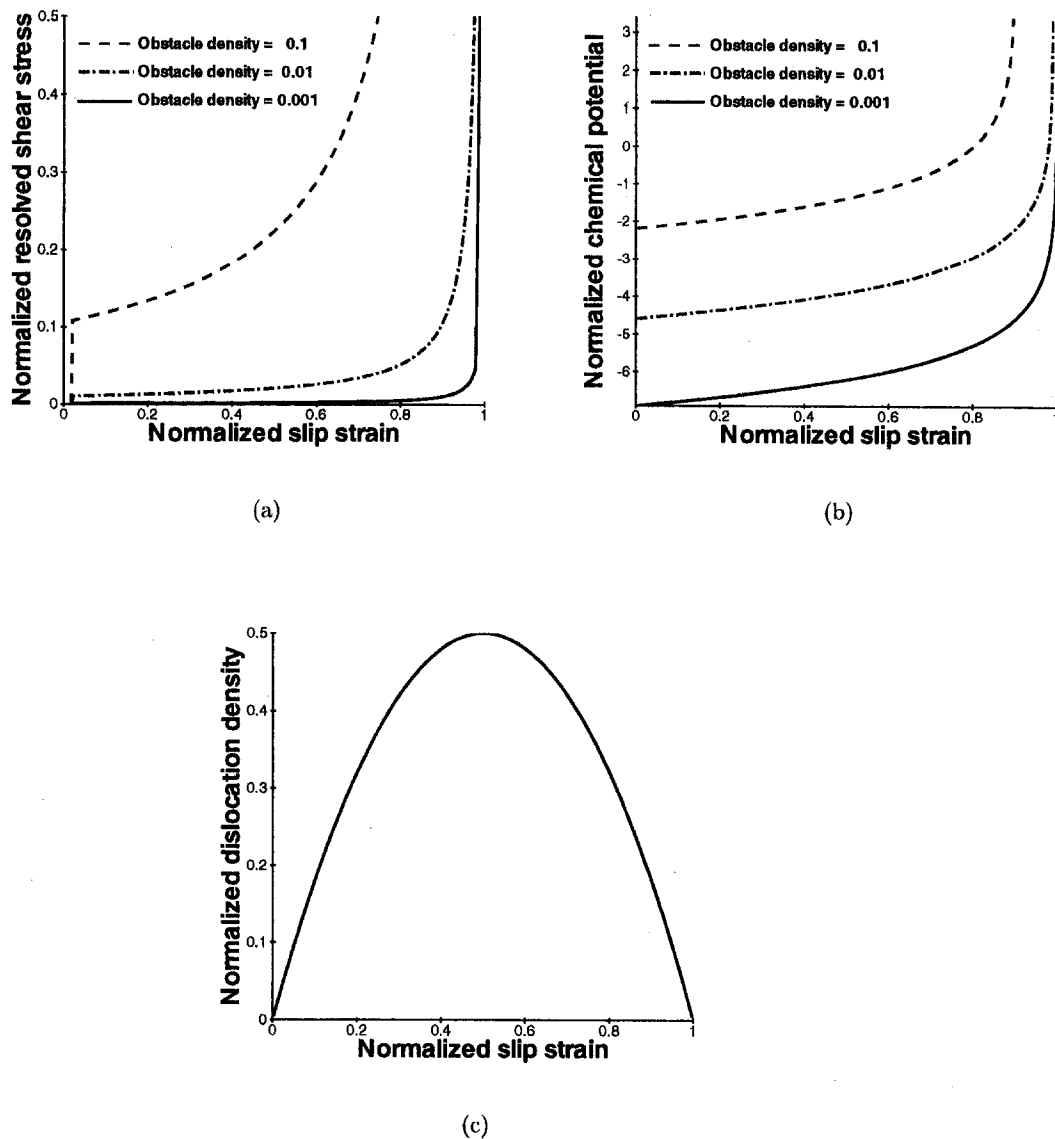 0.5
0.4
0.3
0.2
0.1
0
Normalized resolved shear stress
Obstacle density = 0.1
Obstacle density = 0.01
Obstacle density = 0.001
0 0.2 0.4 0.6 0.8 1
Normalized slip strain
(a)
3
2
1
0
-1
-2
-3
-4
-5
-6
Normalized chemical potential
Obstacle density = 0.1
Obstacle density = 0.01
Obstacle density = 0.001
0 0.2 0.4 0.6 0.8
Normalized slip strain
(b)
0.5
0.4
0.3
0.2
0.1
0
Normalized dislocation density
0 0.2 0.4 0.6 0.8 1
Normalized slip strain
(c)